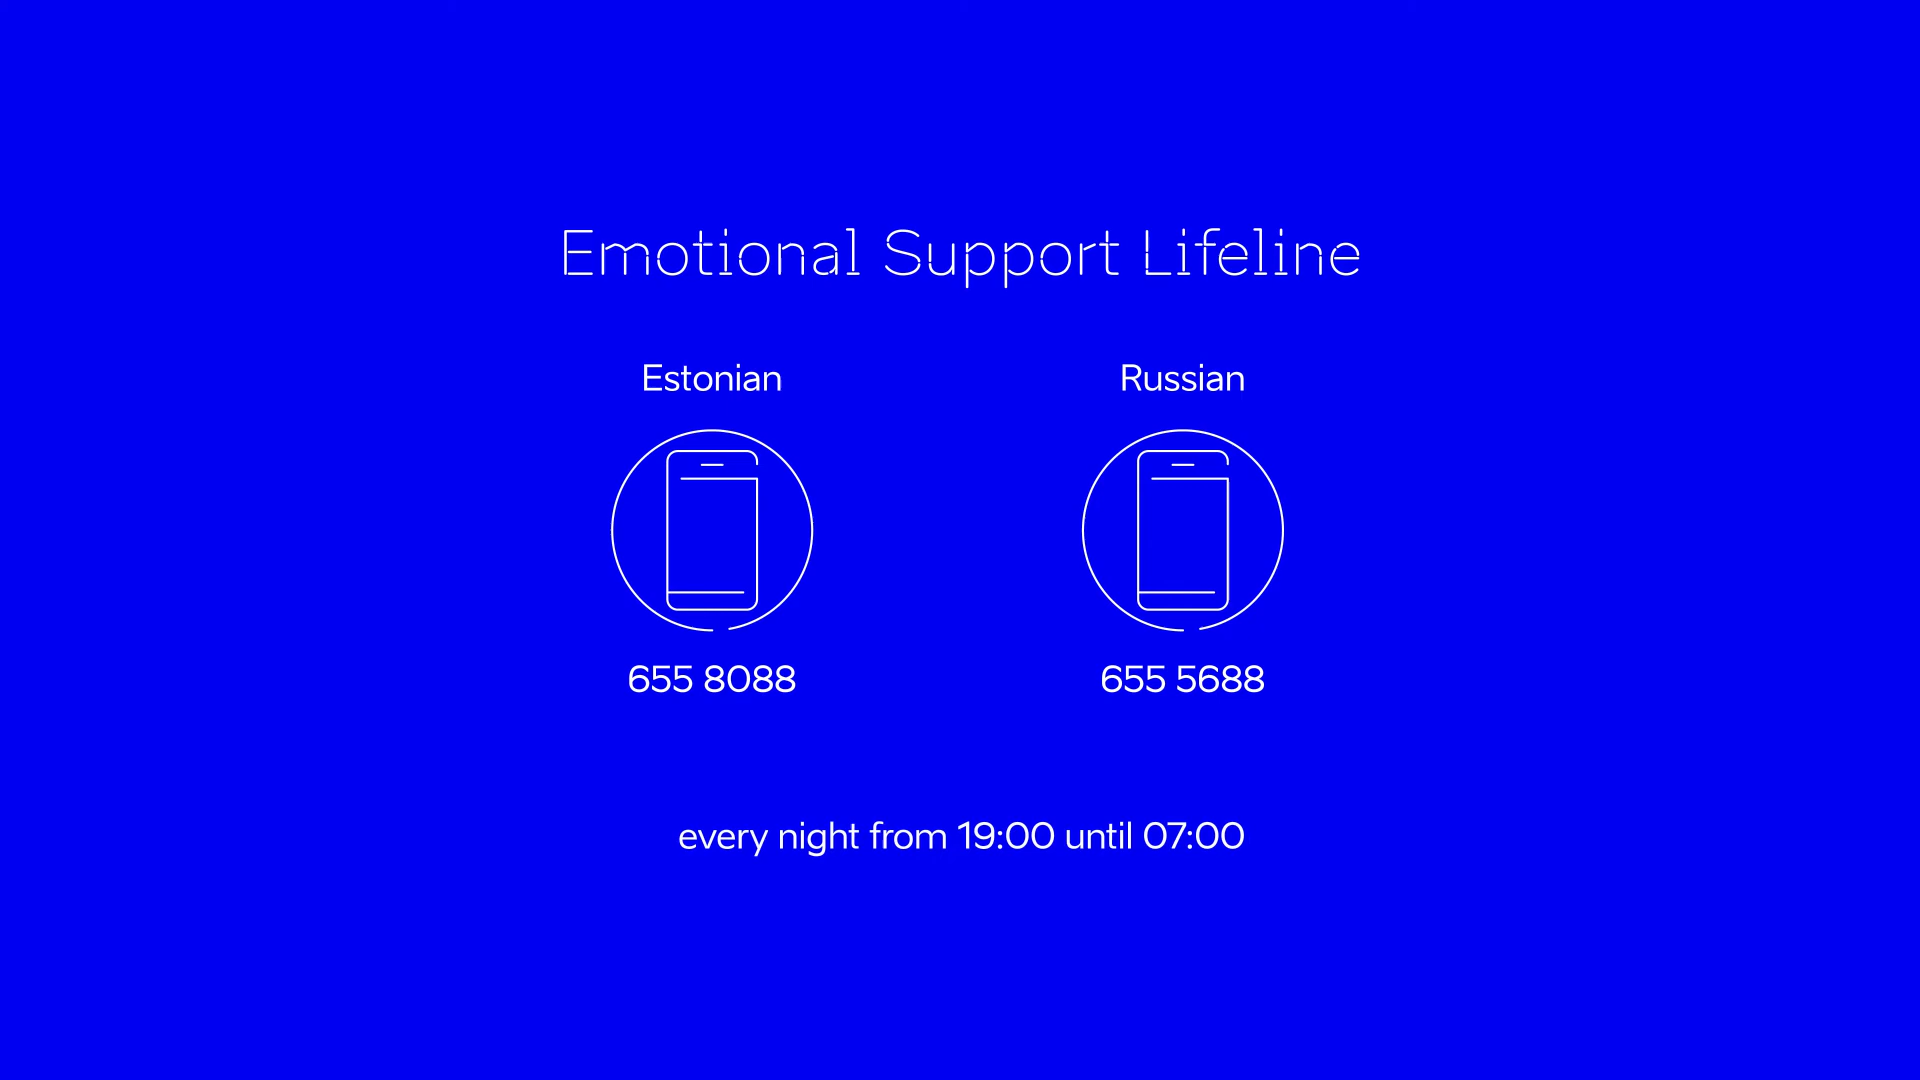 Emotional Support Lifeline
Estonian
Russian
655 8088
655 5688
every night from 19:00 until 07:00